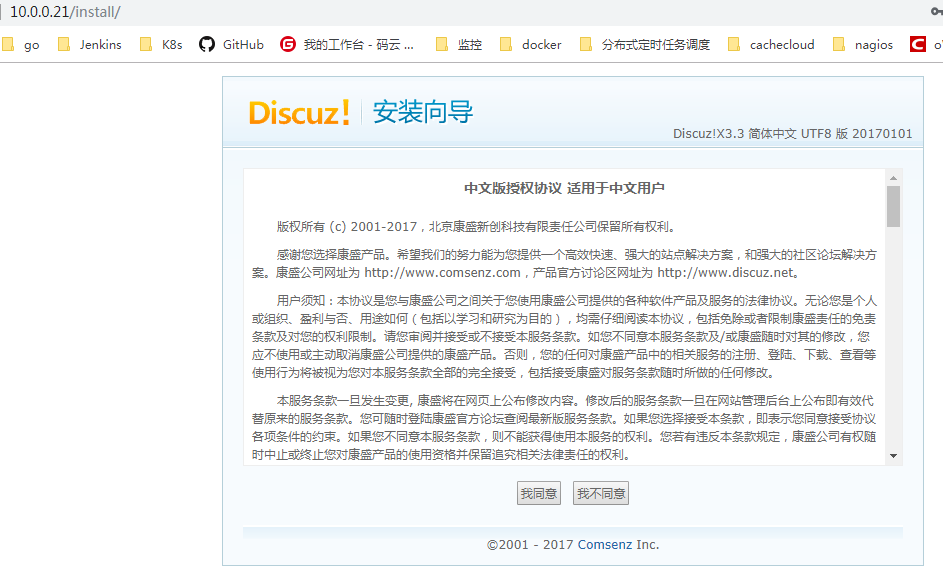 10.0.0.21/install/
go Jenkins K8s GitHub 我的工作台 - 码云 ... 监控 docker 分布式定时任务调度 cachecloud nagios
Discuz! 安装向导
Discuz!X3.3 简体中文 UTF8 版 20170101
中文版授权协议 适用于中文用户
版权所有 (c) 2001-2017，北京康盛新创科技有限责任公司保留所有权利。
感谢您选择康盛产品。希望我们的努力能为您提供一个高效快速、强大的站点解决方案，和强大的社区论坛解决方
案。康盛公司网址为 http://www.comsenz.com，产品官方讨论区网址为 http://www.discuz.net。
用户须知：本协议是您与康盛公司之间关于您使用康盛公司提供的各种软件产品及服务的法律协议。无论您是个人
或组织、盈利与否、用途如何（包括以学习和研究为目的），均需仔细阅读本协议，包括免除或者限制康盛责任的免责
条款及对您的权利限制。请您审阅并接受或不接受本服务条款。如您不同意本服务条款及/或康盛随时对其的修改，您
应不使用或主动取消康盛公司提供的康盛产品。否则，您的任何对康盛产品中的相关服务的注册、登陆、下载、查看等
使用行为将被视为您对本服务条款全部的完全接受，包括接受康盛对服务条款随时所做的任何修改。
本服务条款一旦发生变更, 康盛将在网页上公布修改内容。修改后的服务条款一旦在网站管理后台上公布即有效代
替原来的服务条款。您可随时登陆康盛官方论坛查阅最新版服务条款。如果您选择接受本条款，即表示您同意接受协议
各项条件的约束。如果您不同意本服务条款，则不能获得使用本服务的权利。您若有违反本条款规定，康盛公司有权随
时中止或终止您对康盛产品的使用资格并保留追究相关法律责任的权利。
我同意 我不同意
©2001 - 2017 Comsenz Inc.